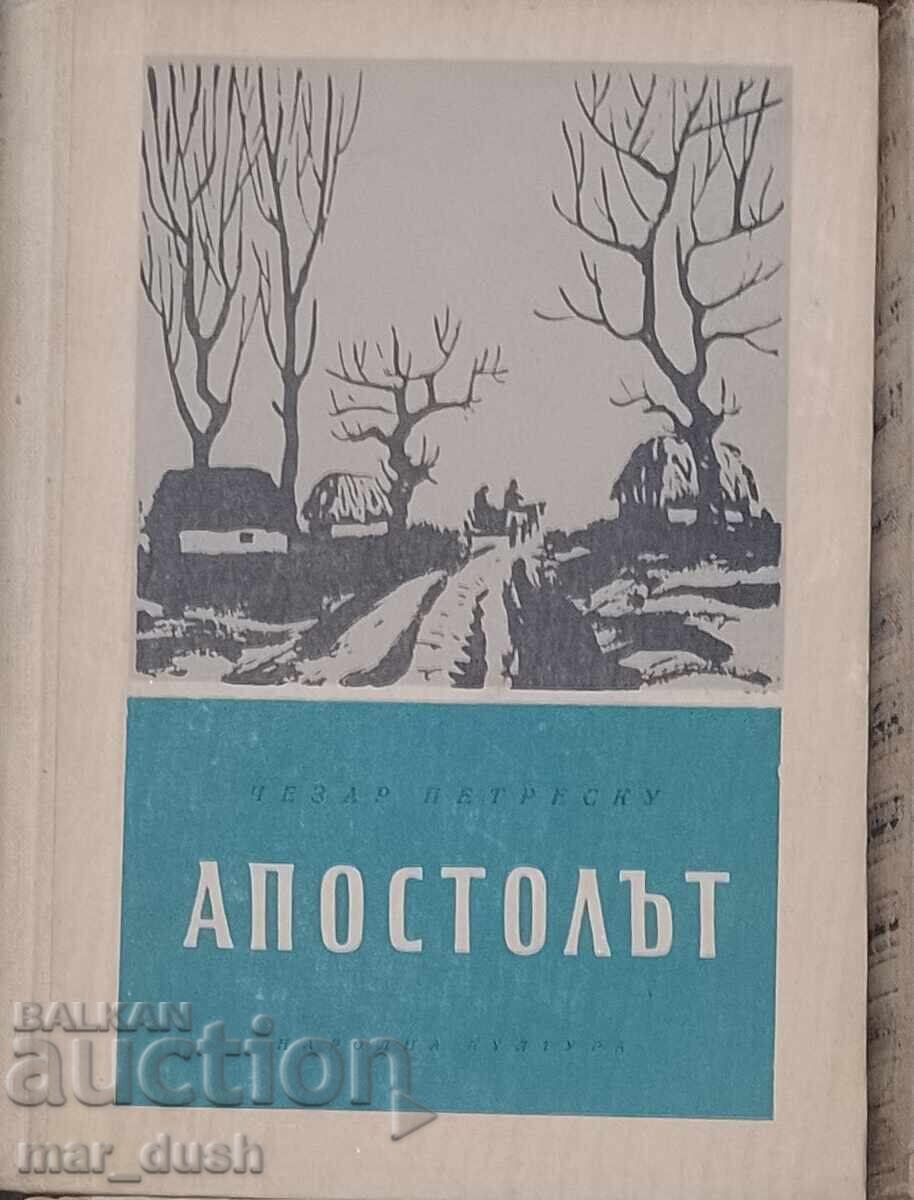 ЧЕЗАР ПЕТРЕСКУ
АПОСТОЛЪТ
НАРОДНА КУЛТУРА
BALKAN
auction
mar_dush